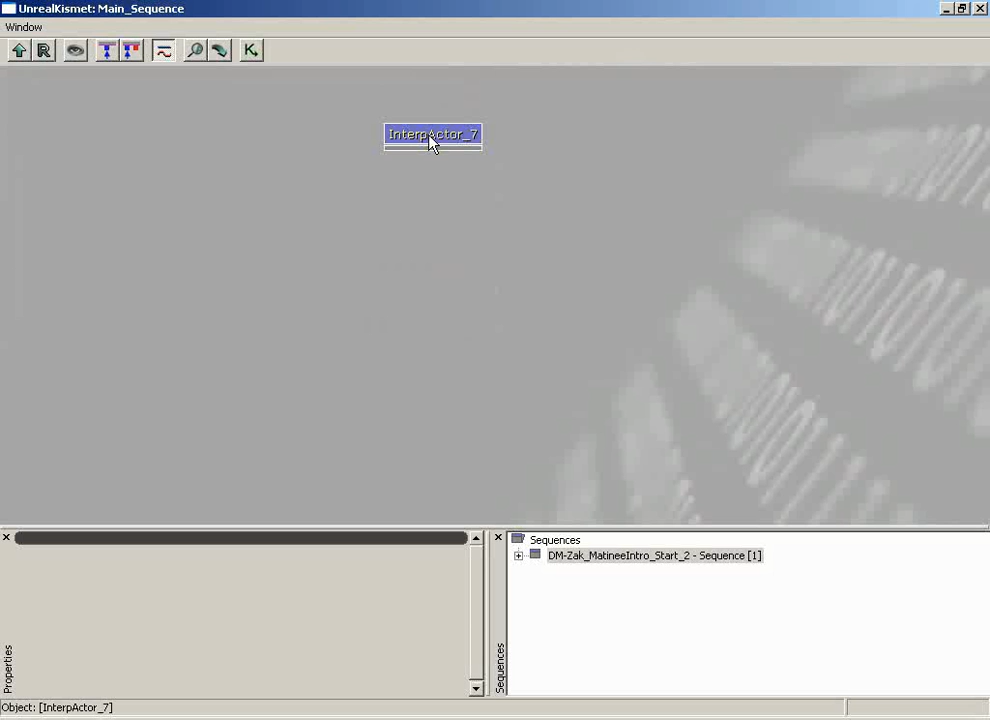 UnrealKismet: Main_Sequence
Window
R
K
InterpActor_7
Sequences
DM-Zak_MatineeIntro_Start_2 - Sequence [1]
Properties
Sequences
Object: [InterpActor_7]